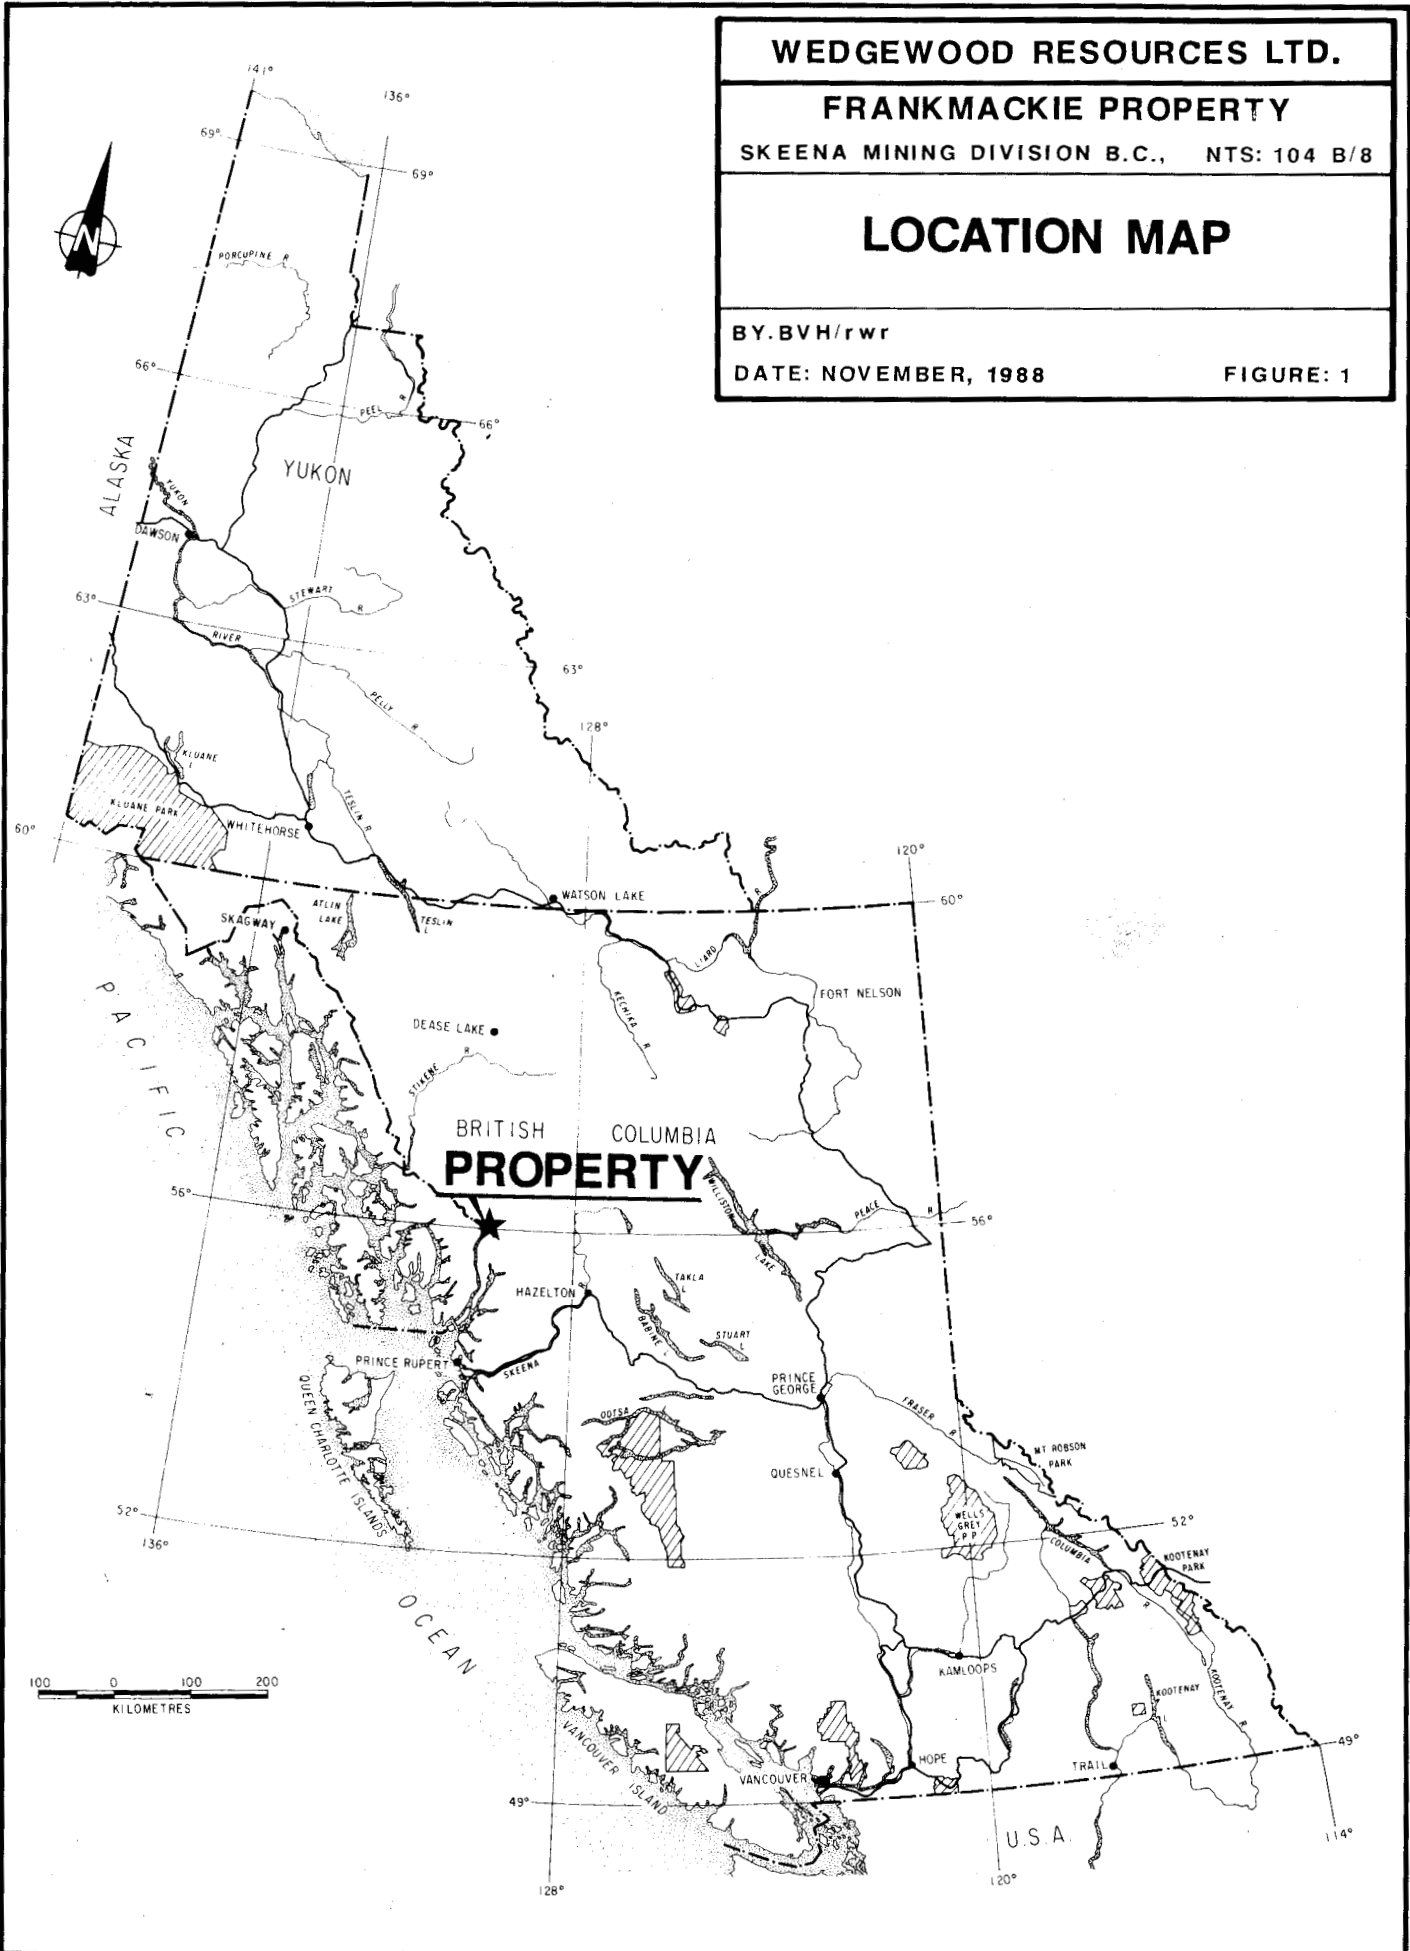 WEDGEWOOD RESOURCES LTD.
FRANKMACKIE PROPERTY
SKEENA MINING DIVISION B.C., NTS: 104 B/8
LOCATION MAP
BY.BVH/rwr
DATE: NOVEMBER, 1988 FIGURE: 1
141°
136°
69°
69°
N
PORCUPINE R
66°
PEEL R
66°
ALASKA
YUKON
YUKON
DAWSON
STEWART R
63°
RIVER
63°
PELLY R
128°
KLUANE L
KLUANE PARK
TESLIN R
60°
WHITEHORSE
120°
WATSON LAKE
60°
ATLIN LAKE
SKAGWAY
TESLIN L
LIARD R
PACIFIC
KECHIKA R
FORT NELSON
DEASE LAKE
STIKENE R
BRITISH COLUMBIA
PROPERTY
WILLISTON LAKE
56°
PEACE R
56°
TAKLA L
HAZELTON
R
BABINE L
STUART L
PRINCE RUPERT
SKEENA
PRINCE GEORGE
QUEEN CHARLOTTE ISLANDS
OOTSA
FRASER R
MT ROBSON PARK
QUESNEL
52°
WELLS GREY P P
52°
136°
COLUMBIA R
KOOTENAY PARK
OCEAN
100 0 100 200
KILOMETRES
KAMLOOPS
KOOTENAY L
KOOTENAY R
VANCOUVER ISLAND
HOPE
49°
VANCOUVER
TRAIL
49°
U.S.A.
114°
128°
120°